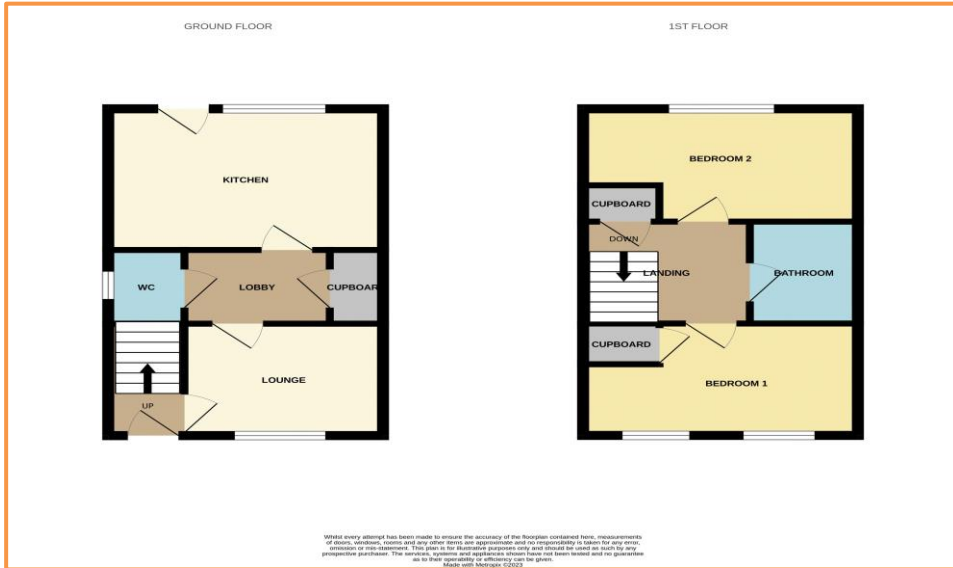 GROUND FLOOR
KITCHEN
WC
LOBBY
CUPBOAR
LOUNGE
UP
1ST FLOOR
BEDROOM 2
CUPBOARD
DOWN
LANDING
BATHROOM
CUPBOARD
BEDROOM 1
Whilst every attempt has been made to ensure the accuracy of the floorplan contained here, measurements
of doors, windows, rooms and any other items are approximate and no responsibility is taken for any error,
omission or mis-statement. This plan is for illustrative purposes only and should be used as such by any
prospective purchaser. The services, systems and appliances shown have not been tested and no guarantee
as to their operability or efficiency can be given.
Made with Metropix ©2023